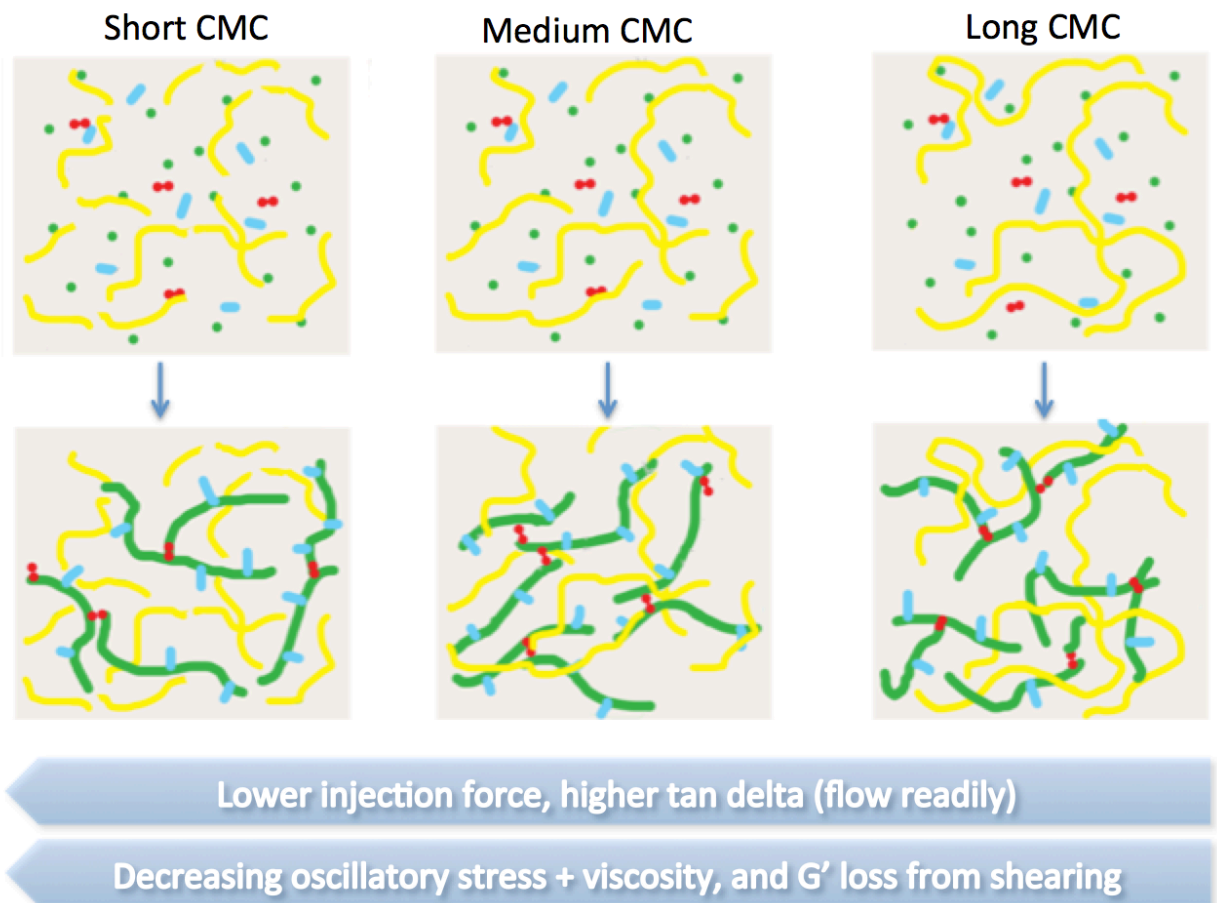 Short CMC
Medium CMC
Long CMC
Lower injection force, higher tan delta (flow readily)
Decreasing oscillatory stress + viscosity, and G’ loss from shearing